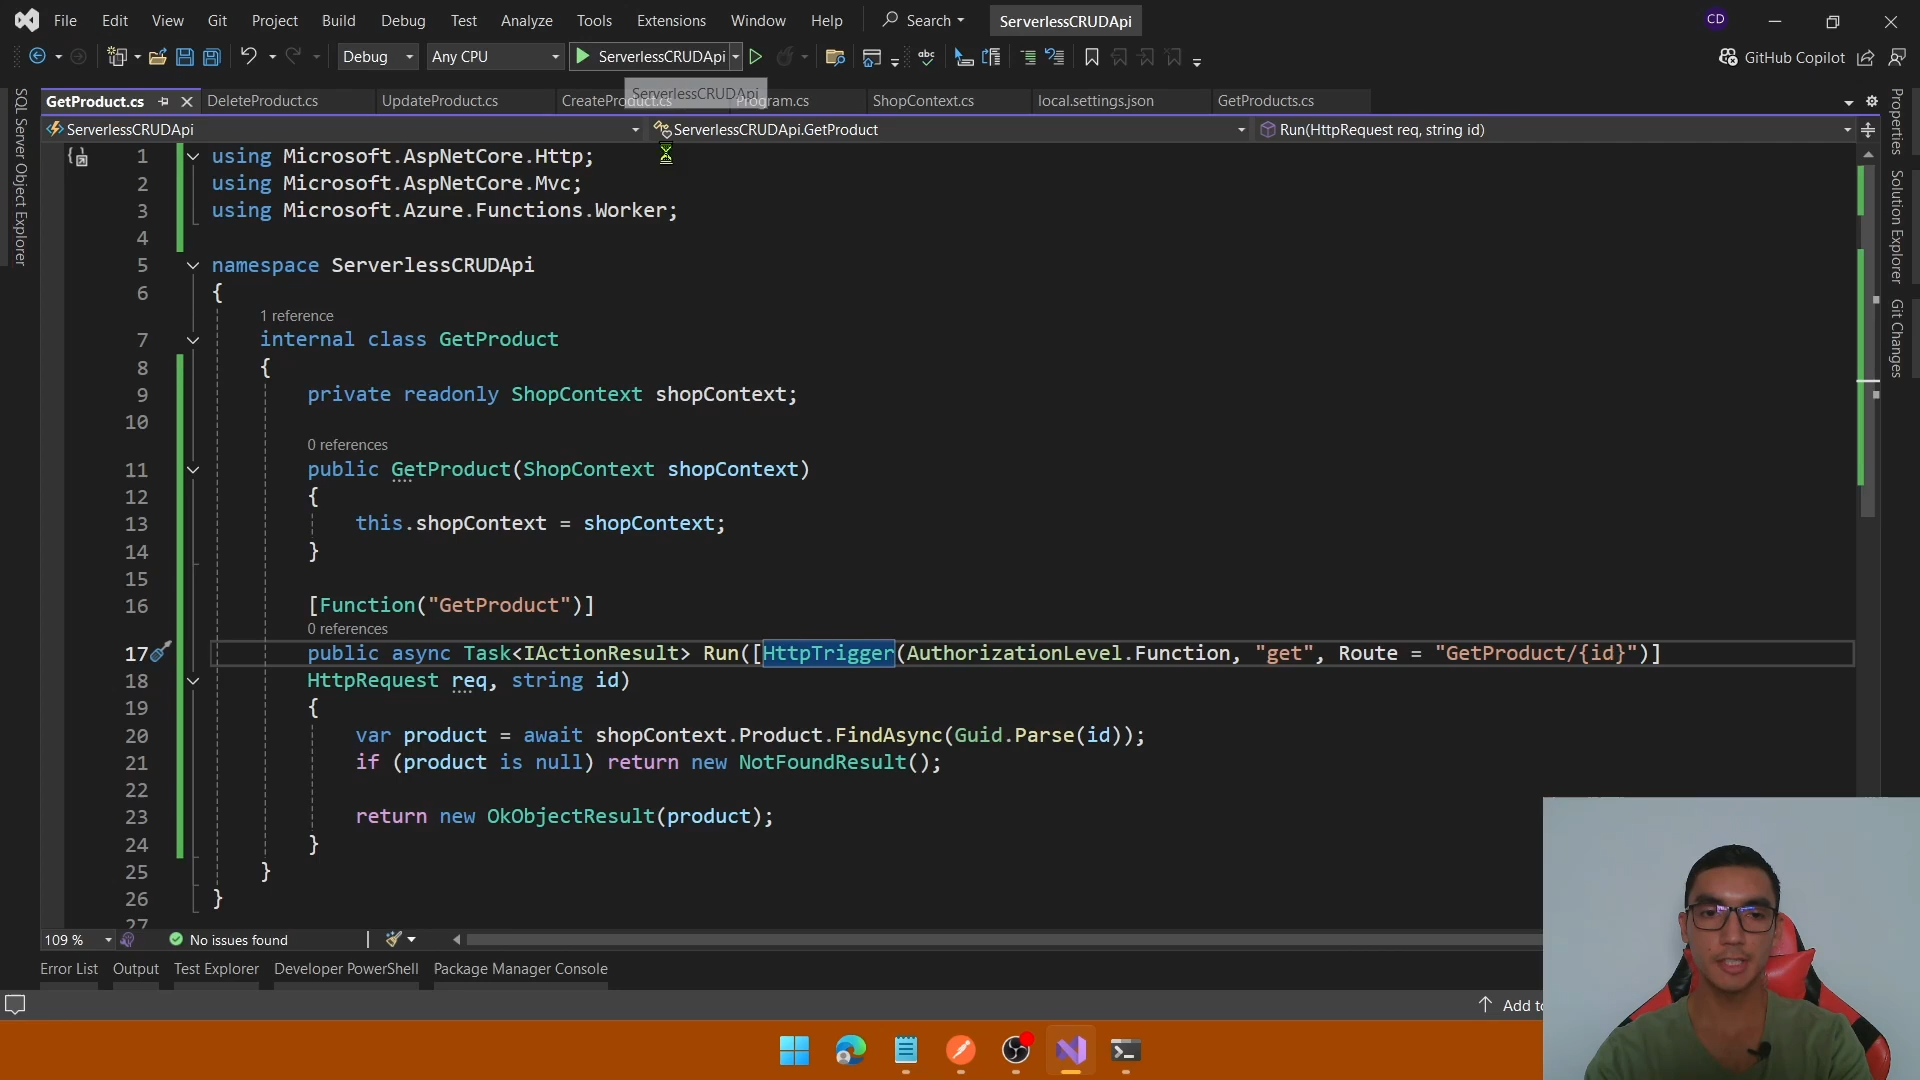 File Edit View Git Project Build Debug Test Analyze Tools Extensions Window Help Search ServerlessCRUDApi CD
Debug Any CPU ServerlessCRUDApi abc GitHub Copilot
ServerlessCRUDApi
GetProduct.cs DeleteProduct.cs UpdateProduct.cs CreateProduct.cs Program.cs ShopContext.cs local.settings.json GetProducts.cs
ServerlessCRUDApi ServerlessCRUDApi.GetProduct Run(HttpRequest req, string id)
SQL Server Object Explorer
Properties
Solution Explorer
Git Changes
1 using Microsoft.AspNetCore.Http;
2 using Microsoft.AspNetCore.Mvc;
3 using Microsoft.Azure.Functions.Worker;
4
5 namespace ServerlessCRUDApi
6 {
1 reference
7 internal class GetProduct
8 {
9 private readonly ShopContext shopContext;
10
0 references
11 public GetProduct(ShopContext shopContext)
12 {
13 this.shopContext = shopContext;
14 }
15
16 [Function("GetProduct")]
0 references
17 public async Task<IActionResult> Run([HttpTrigger(AuthorizationLevel.Function, "get", Route = "GetProduct/{id}")]
18 HttpRequest req, string id)
19 {
20 var product = await shopContext.Product.FindAsync(Guid.Parse(id));
21 if (product is null) return new NotFoundResult();
22
23 return new OkObjectResult(product);
24 }
25 }
26 }
27
109 % No issues found
Error List Output Test Explorer Developer PowerShell Package Manager Console
Add to